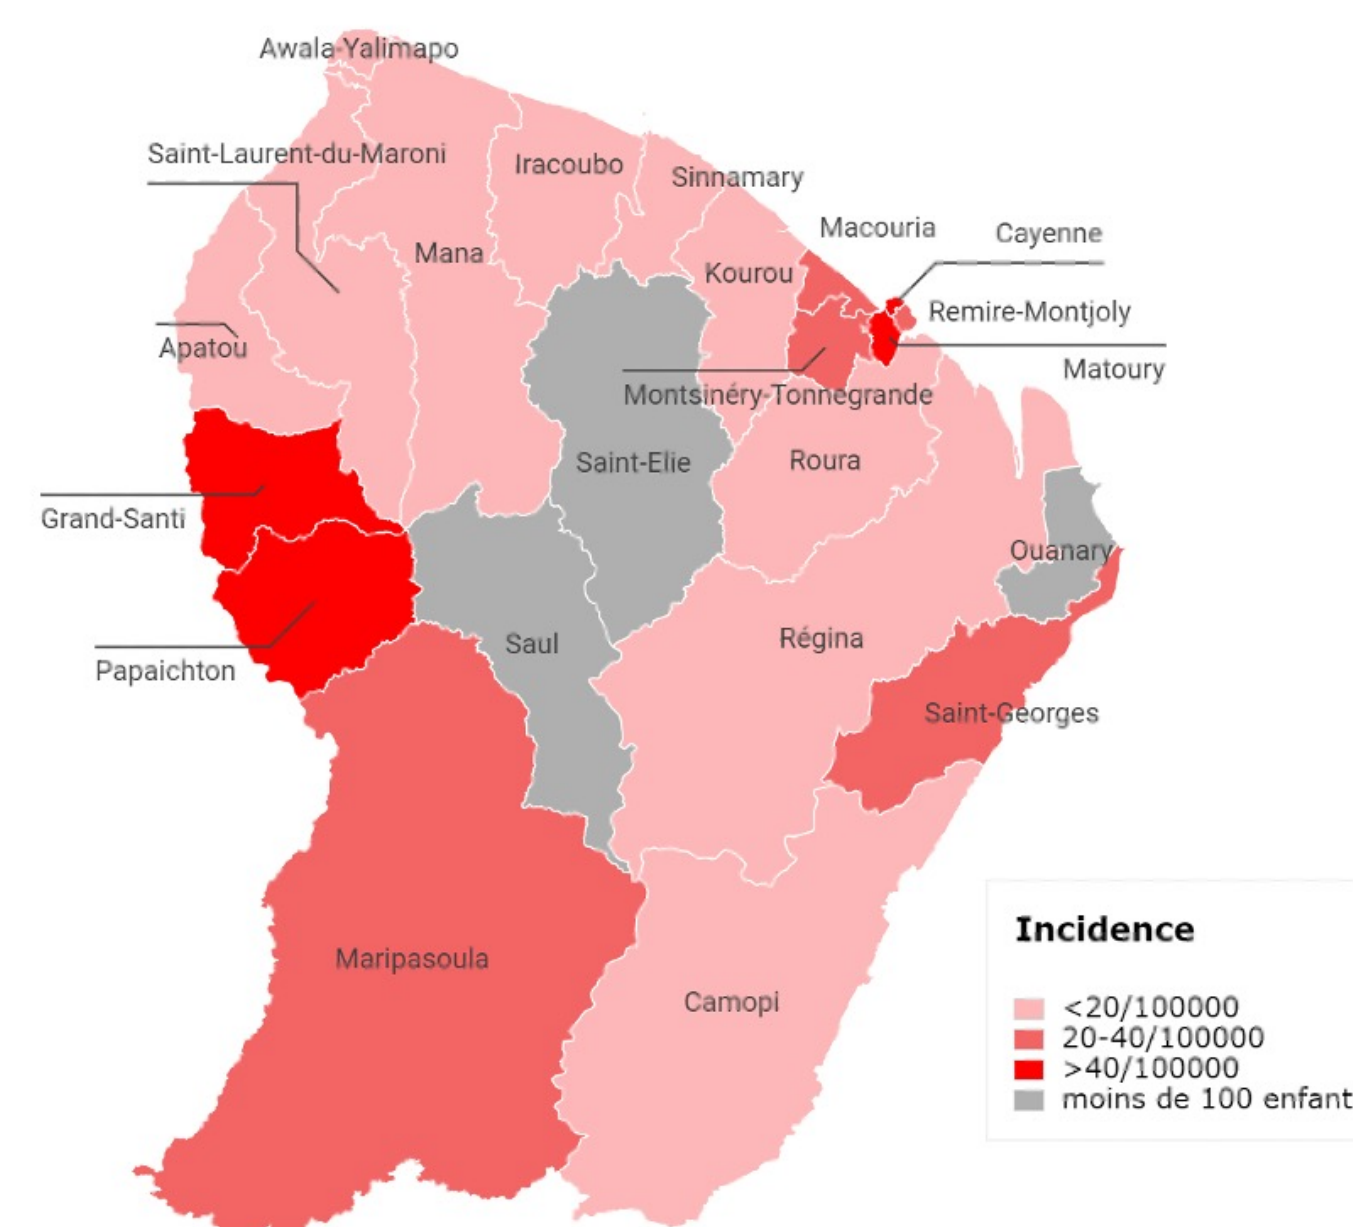 Awala-Yalimapo
Saint-Laurent-du-Maroni
Iracoubo
Sinnamary
Macouria
Cayenne
Mana
Kourou
Remire-Montjoly
Apatou
Matoury
Montsinéry-Tonnegrande
Saint-Elie
Roura
Grand-Santi
Ouanary
Saul
Régina
Papaichton
Saint-Georges
Maripasoula
Camopi
Incidence
<20/100000
20-40/100000
>40/100000
moins de 100 enfant